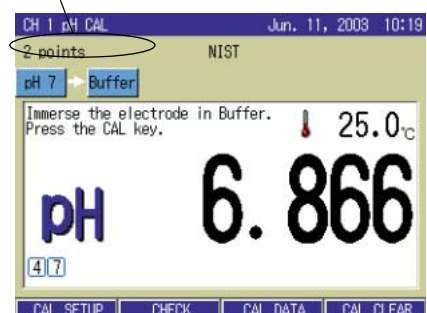 CH 1 pH CAL Jun. 11, 2003 10:19
2 points NIST
pH 7 Buffer
Immerse the electrode in Buffer.
Press the CAL key.
25.0℃
pH 6.866
4 7
CAL SETUP CHECK CAL DATA CAL CLEAR